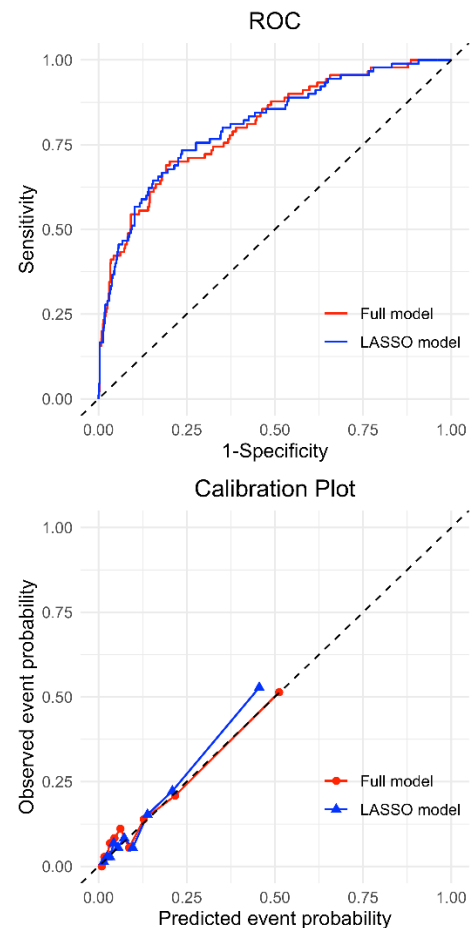 ROC
1.00
0.75
0.50
0.25
0.00
Sensitivity
Full model
LASSO model
0.00 0.25 0.50 0.75 1.00
1-Specificity
Calibration Plot
1.00
0.75
0.50
0.25
0.00
Observed event probability
Full model
LASSO model
0.00 0.25 0.50 0.75 1.00
Predicted event probability